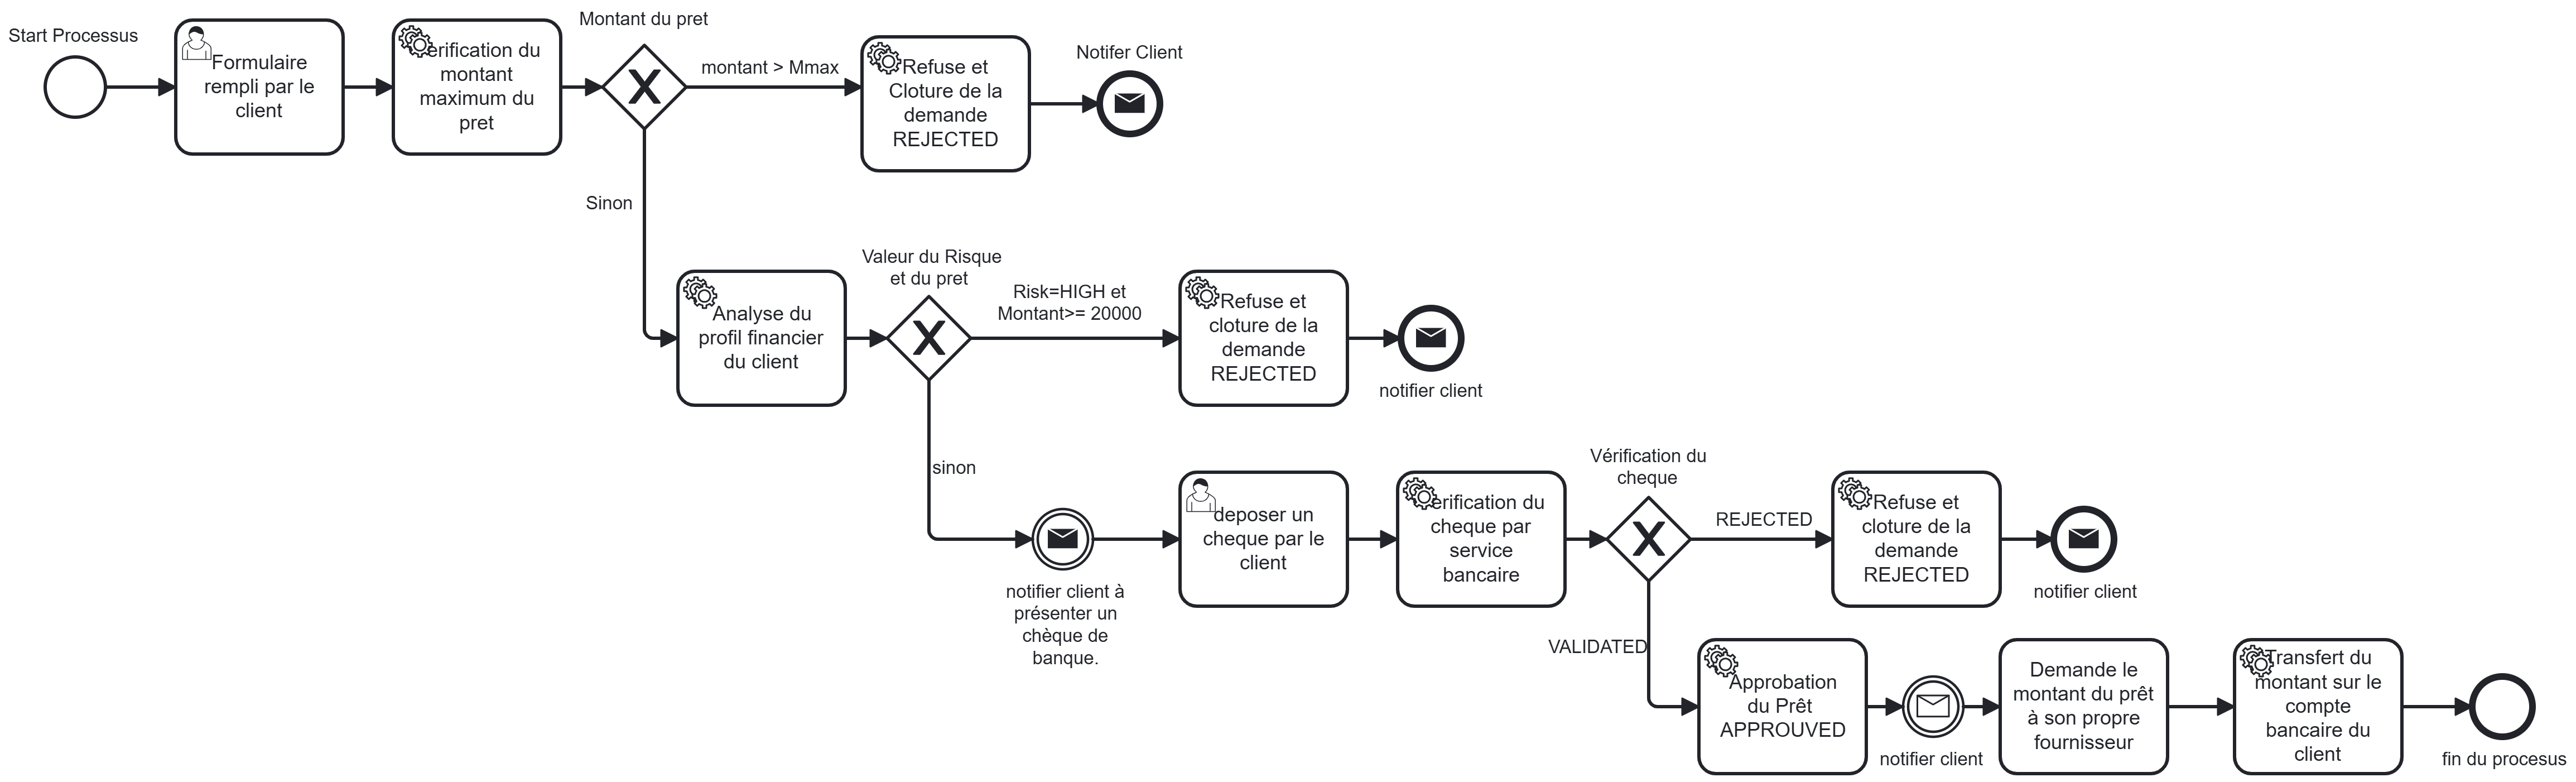 Start Processus
Formulaire
rempli par le
client
erification du
montant
maximum du
pret
Montant du pret
montant > Mmax
Refuse et
Cloture de la
demande
REJECTED
Notifer Client
Sinon
Analyse du
profil financier
du client
Valeur du Risque
et du pret
Risk=HIGH et
Montant>= 20000
Refuse et
cloture de la
demande
REJECTED
notifier client
sinon
notifier client à
présenter un
chèque de
banque.
deposer un
cheque par le
client
erification du
cheque par
service
bancaire
Vérification du
cheque
REJECTED
Refuse et
cloture de la
demande
REJECTED
notifier client
VALIDATED
Approbation
du Prêt
APPROUVED
notifier client
Demande le
montant du prêt
à son propre
fournisseur
Transfert du
montant sur le
compte
bancaire du
client
fin du procesus